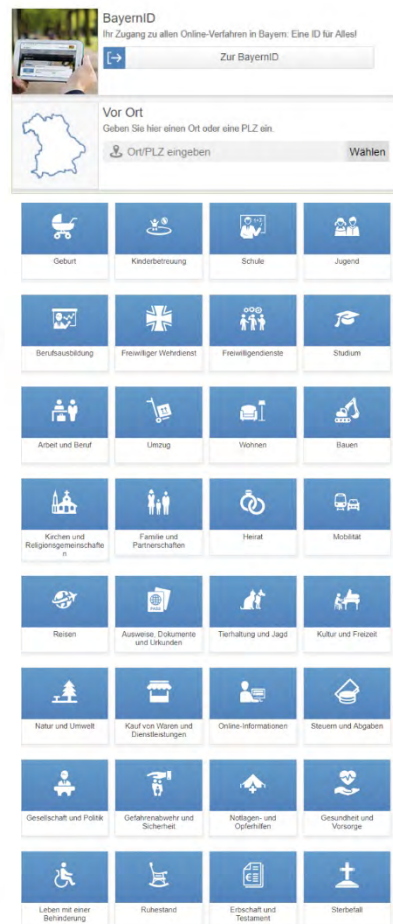 BayernID
Ihr Zugang zu allen Online-Verfahren in Bayern: Eine ID für Alles!
Zur BayernID
Vor Ort
Geben Sie hier einen Ort oder eine PLZ ein.
Ort/PLZ eingeben
Wählen
Geburt
Kinderbetreuung
Schule
Jugend
Berufsausbildung
Freiwilliger Wehrdienst
Freiwilligendienste
Studium
Arbeit und Beruf
Umzug
Wohnen
Bauen
Kirchen und
Religionsgemeinschafte
n
Familie und
Partnerschaften
Heirat
Mobilität
Reisen
Ausweise, Dokumente
und Urkunden
Tierhaltung und Jagd
Kultur und Freizeit
Natur und Umwelt
Kauf von Waren und
Dienstleistungen
Online-Informationen
Steuern und Abgaben
Gesellschaft und Politik
Gefahrenabwehr und
Sicherheit
Notlagen- und
Opferhilfen
Gesundheit und
Vorsorge
Leben mit einer
Behinderung
Ruhestand
Erbschaft und
Testament
Sterbefall